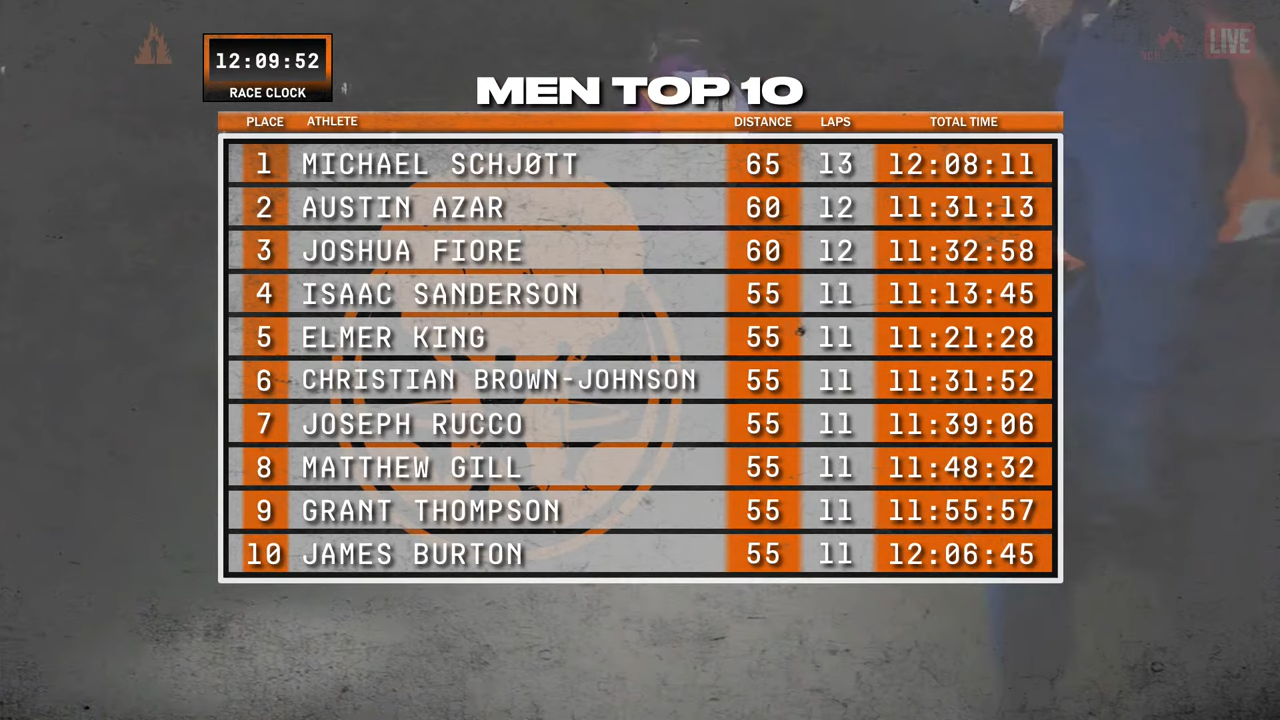 12:09:52
RACE CLOCK
LIVE
MEN TOP 10
PLACE ATHLETE DISTANCE LAPS TOTAL TIME
1 MICHAEL SCHJØTT 65 13 12:08:11
2 AUSTIN AZAR 60 12 11:31:13
3 JOSHUA FIORE 60 12 11:32:58
4 ISAAC SANDERSON 55 11 11:13:45
5 ELMER KING 55 11 11:21:28
6 CHRISTIAN BROWN-JOHNSON 55 11 11:31:52
7 JOSEPH RUCCO 55 11 11:39:06
8 MATTHEW GILL 55 11 11:48:32
9 GRANT THOMPSON 55 11 11:55:57
10 JAMES BURTON 55 11 12:06:45